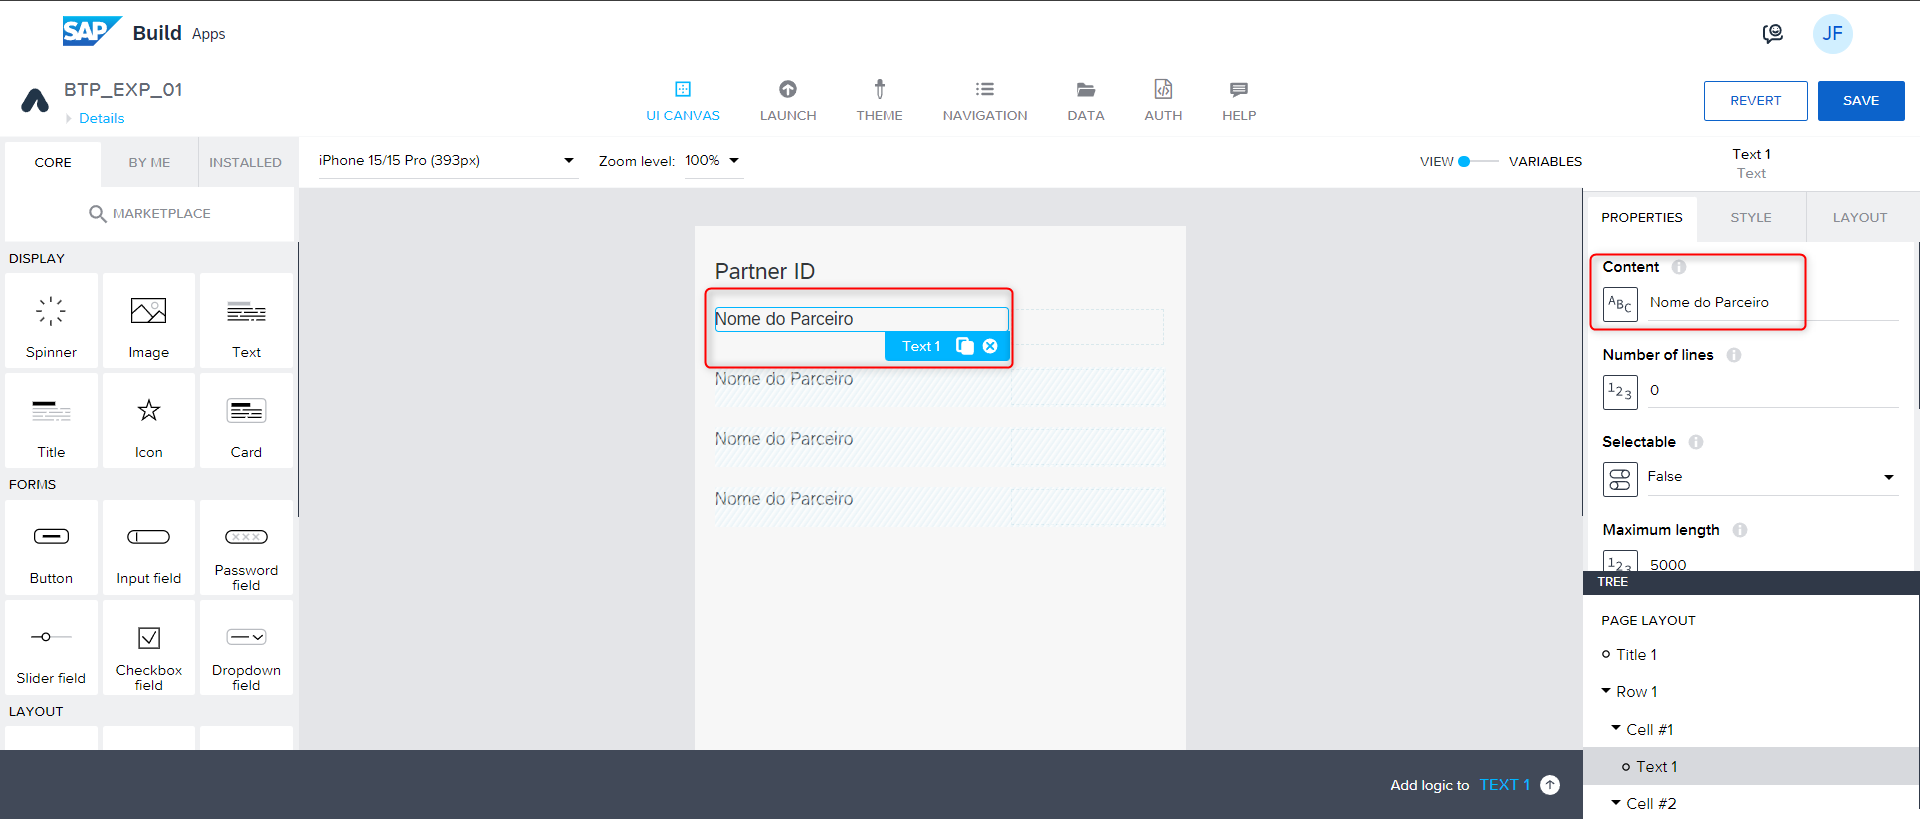 SAP Build Apps
JF
BTP_EXP_01
Details
UI CANVAS
LAUNCH
THEME
NAVIGATION
DATA
AUTH
HELP
REVERT
SAVE
CORE
BY ME
INSTALLED
iPhone 15/15 Pro (393px)
Zoom level: 100%
VIEW
VARIABLES
Text 1
Text
MARKETPLACE
PROPERTIES
STYLE
LAYOUT
DISPLAY
Spinner
Image
Text
Title
Icon
Card
FORMS
Button
Input field
Password
field
Slider field
Checkbox
field
Dropdown
field
LAYOUT
Partner ID
Nome do Parceiro
Text 1
Nome do Parceiro
Nome do Parceiro
Nome do Parceiro
Content
ABC
Nome do Parceiro
Number of lines
123
0
Selectable
False
Maximum length
123
5000
TREE
PAGE LAYOUT
Title 1
Row 1
Cell #1
Text 1
Cell #2
Add logic to TEXT 1